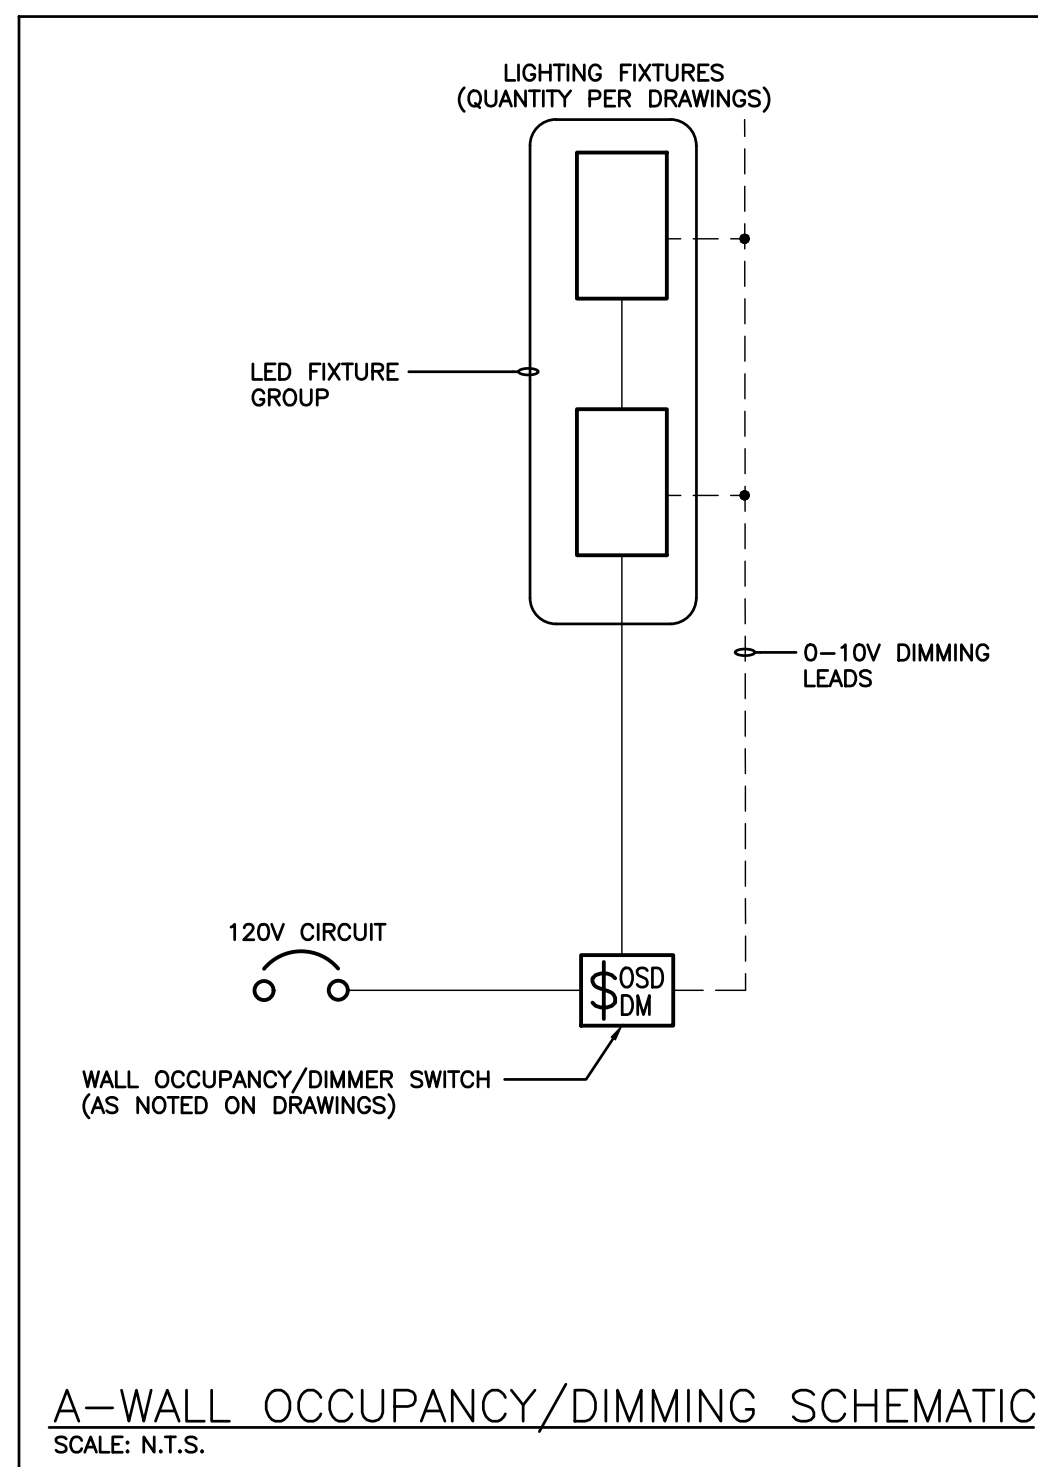 LIGHTING FIXTURES
(QUANTITY PER DRAWINGS)
LED FIXTURE
GROUP
0-10V DIMMING
LEADS
120V CIRCUIT
$OSD
DM
WALL OCCUPANCY/DIMMER SWITCH
(AS NOTED ON DRAWINGS)
A-WALL OCCUPANCY/DIMMING SCHEMATIC
SCALE: N.T.S.